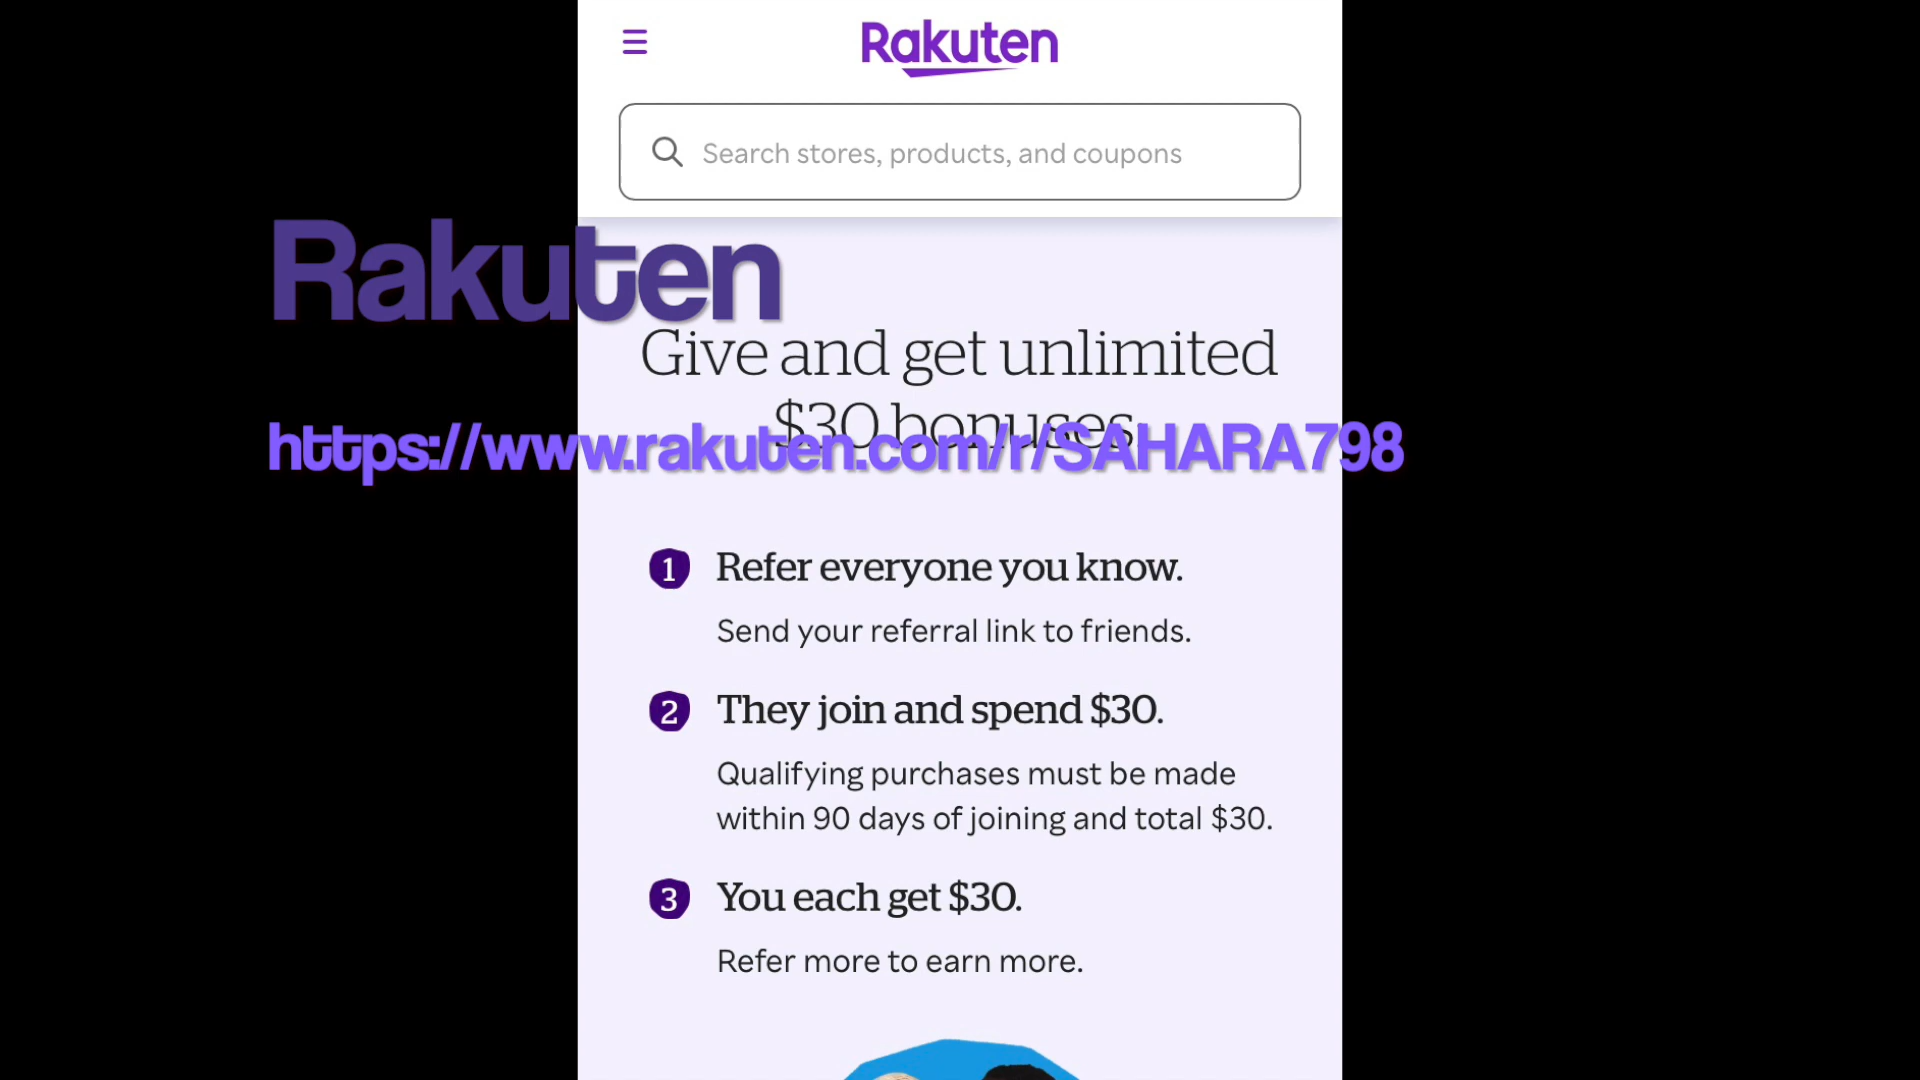 Rakuten
Search stores, products, and coupons
Rakuten
Give and get unlimited
$30 bonuses.
https://www.rakuten.com/r/SAHARA798
1 Refer everyone you know.
Send your referral link to friends.
2 They join and spend $30.
Qualifying purchases must be made
within 90 days of joining and total $30.
3 You each get $30.
Refer more to earn more.